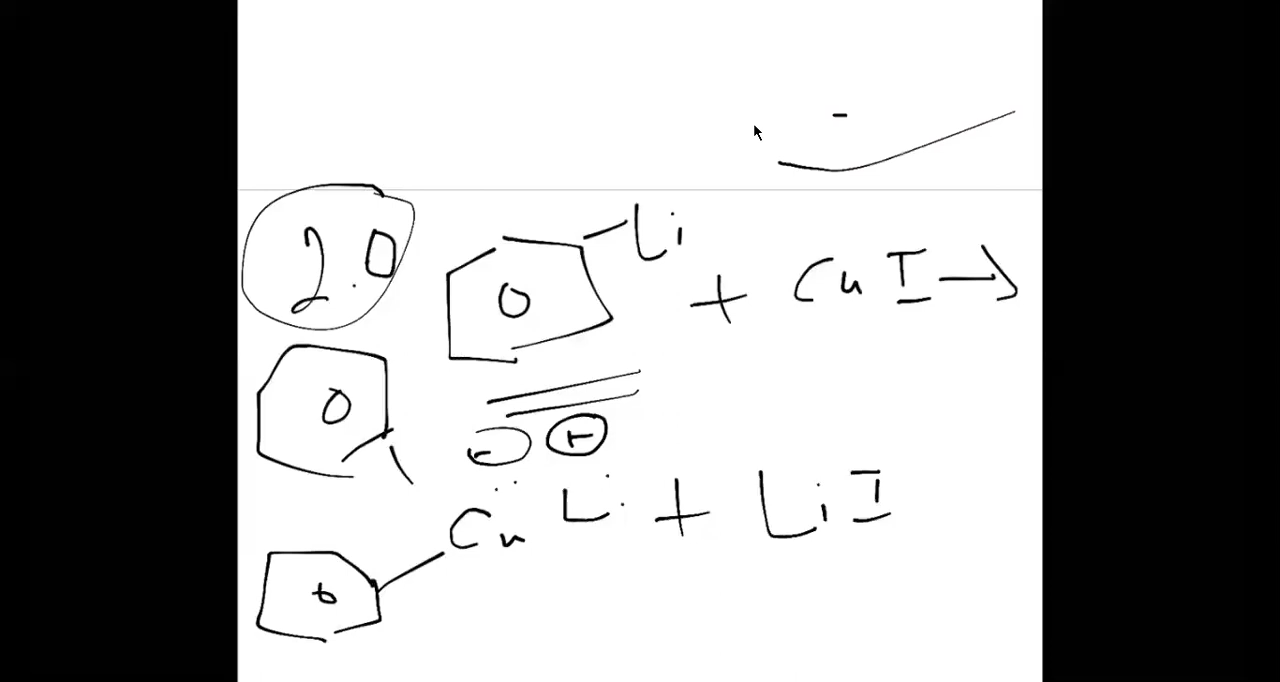 2.0 Li + CuI →
- +
Cu Li + LiI